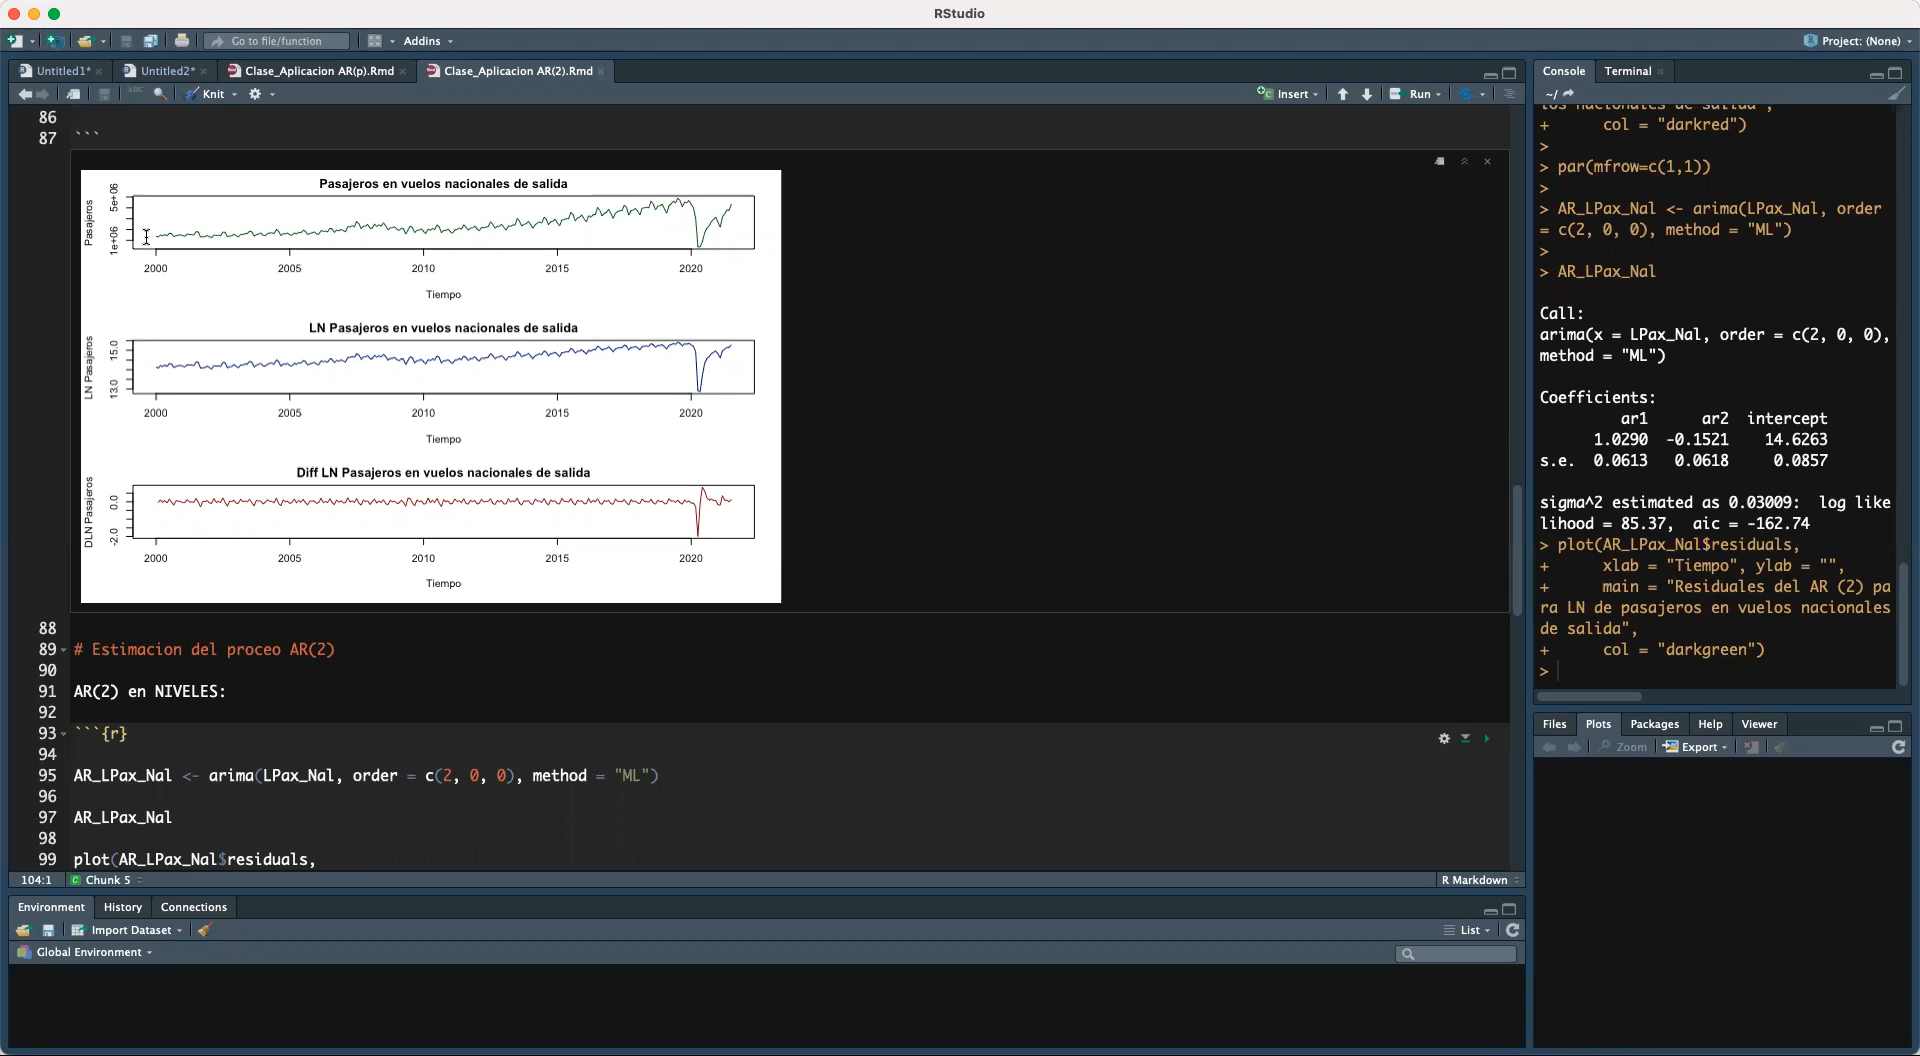 RStudio
Go to file/function
Addins
Project: (None)
Untitled1*
Untitled2*
Clase_Aplicacion AR(p).Rmd
Clase_Aplicacion AR(2).Rmd
ABC
Knit
Insert
Run
86
87 ```
Pasajeros en vuelos nacionales de salida
Pasajeros
1e+06 5e+06
2000 2005 2010 2015 2020
Tiempo
LN Pasajeros en vuelos nacionales de salida
LN Pasajeros
13.0 15.0
2000 2005 2010 2015 2020
Tiempo
Diff LN Pasajeros en vuelos nacionales de salida
DLN Pasajeros
-2.0 0.0
2000 2005 2010 2015 2020
Tiempo
88
89 # Estimacion del proceo AR(2)
90
91 AR(2) en NIVELES:
92
93 ```{r}
94
95 AR_LPax_Nal <- arima(LPax_Nal, order = c(2, 0, 0), method = "ML")
96
97 AR_LPax_Nal
98
99 plot(AR_LPax_Nal$residuals,
104:1 Chunk 5
R Markdown
Environment History Connections
Import Dataset
List
Global Environment
Console Terminal
~/
los nacionales de salida",
+ col = "darkred")
>
> par(mfrow=c(1,1))
>
> AR_LPax_Nal <- arima(LPax_Nal, order
= c(2, 0, 0), method = "ML")
>
> AR_LPax_Nal
Call:
arima(x = LPax_Nal, order = c(2, 0, 0),
method = "ML")
Coefficients:
ar1 ar2 intercept
1.0290 -0.1521 14.6263
s.e. 0.0613 0.0618 0.0857
sigma^2 estimated as 0.03009: log like
lihood = 85.37, aic = -162.74
> plot(AR_LPax_Nal$residuals,
+ xlab = "Tiempo", ylab = "",
+ main = "Residuales del AR (2) pa
ra LN de pasajeros en vuelos nacionales
de salida",
+ col = "darkgreen")
>
Files Plots Packages Help Viewer
Zoom
Export